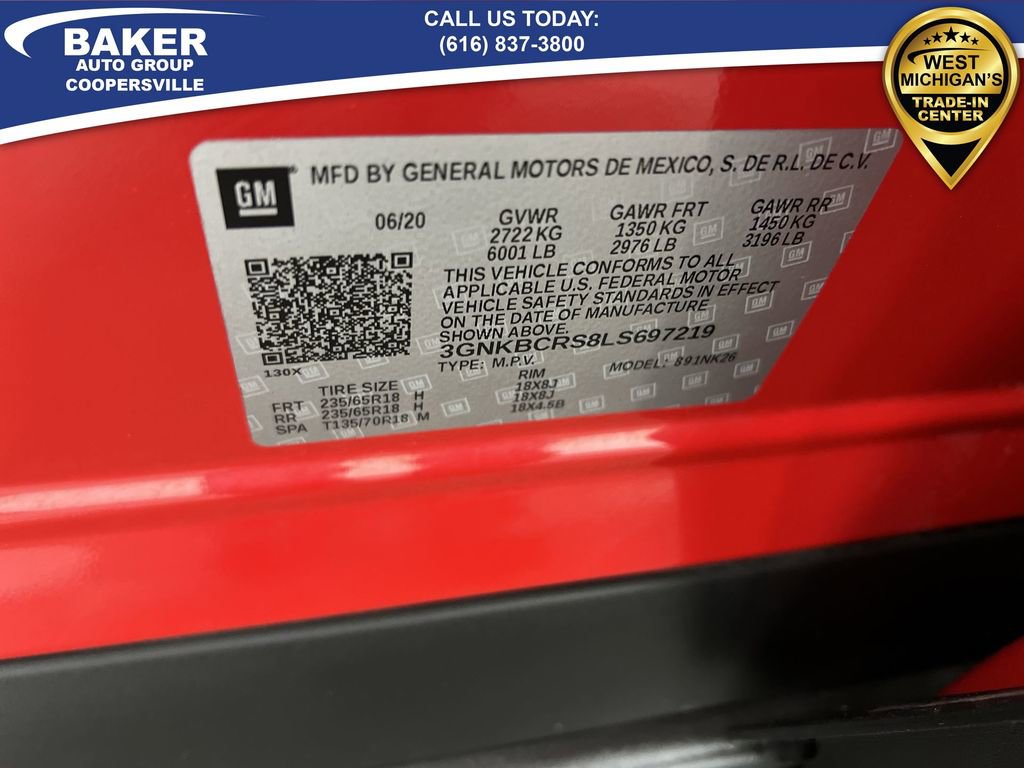 BAKER
AUTO GROUP
COOPERSVILLE
CALL US TODAY:
(616) 837-3800
WEST
MICHIGAN'S
TRADE-IN
CENTER
GM
MFD BY GENERAL MOTORS DE MEXICO, S. DE R.L. DE C.V.
06/20 GVWR GAWR FRT GAWR RR
2722 KG 1350 KG 1450 KG
6001 LB 2976 LB 3196 LB
THIS VEHICLE CONFORMS TO ALL
APPLICABLE U.S. FEDERAL MOTOR
VEHICLE SAFETY STANDARDS IN EFFECT
ON THE DATE OF MANUFACTURE
SHOWN ABOVE.
3GNKBCRS8LS697219
TYPE: M.P.V. MODEL: 891NK26
130X
TIRE SIZE RIM
FRT 235/65R18 H 18X8J
RR 235/65R18 H 18X8J
SPA T135/70R18 M 18X4.5B